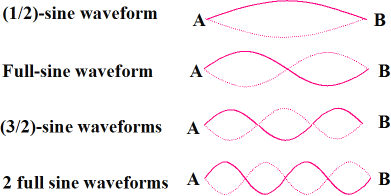 (1/2)-sine waveform
A B
Full-sine waveform
A B
(3/2)-sine waveforms
A B
2 full sine waveforms
A B